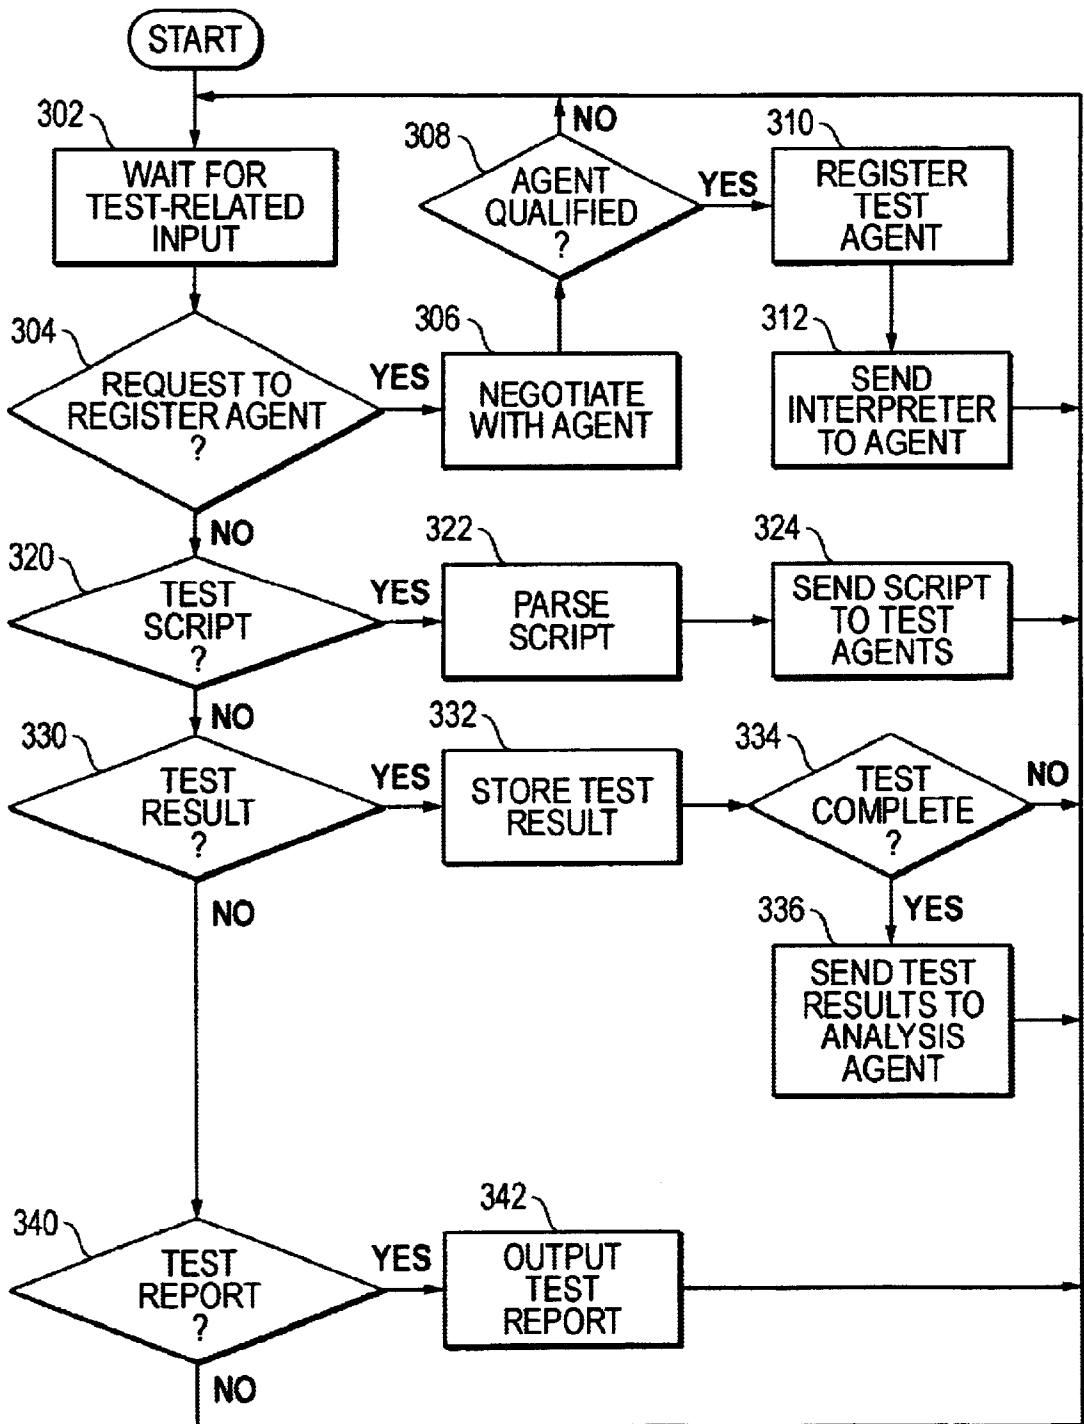 START
302
WAIT FOR
TEST-RELATED
INPUT
308
NO
AGENT
QUALIFIED
?
YES
310
REGISTER
TEST
AGENT
304
REQUEST TO
REGISTER AGENT
?
YES
306
NEGOTIATE
WITH AGENT
312
SEND
INTERPRETER
TO AGENT
NO
320
TEST
SCRIPT
?
YES
322
PARSE
SCRIPT
324
SEND SCRIPT
TO TEST
AGENTS
NO
330
TEST
RESULT
?
YES
332
STORE TEST
RESULT
334
TEST
COMPLETE
?
NO
NO
YES
336
SEND TEST
RESULTS TO
ANALYSIS
AGENT
340
TEST
REPORT
?
YES
342
OUTPUT
TEST
REPORT
NO